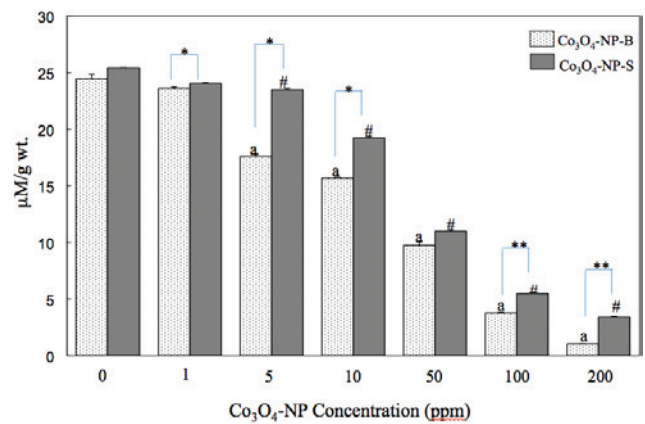 30
25
20
15
10
5
0
µM/g wt.
Co₃O₄-NP-B
Co₃O₄-NP-S
* * # * # a a a # ** # ** # a a
0 1 5 10 50 100 200
Co₃O₄-NP Concentration (ppm)